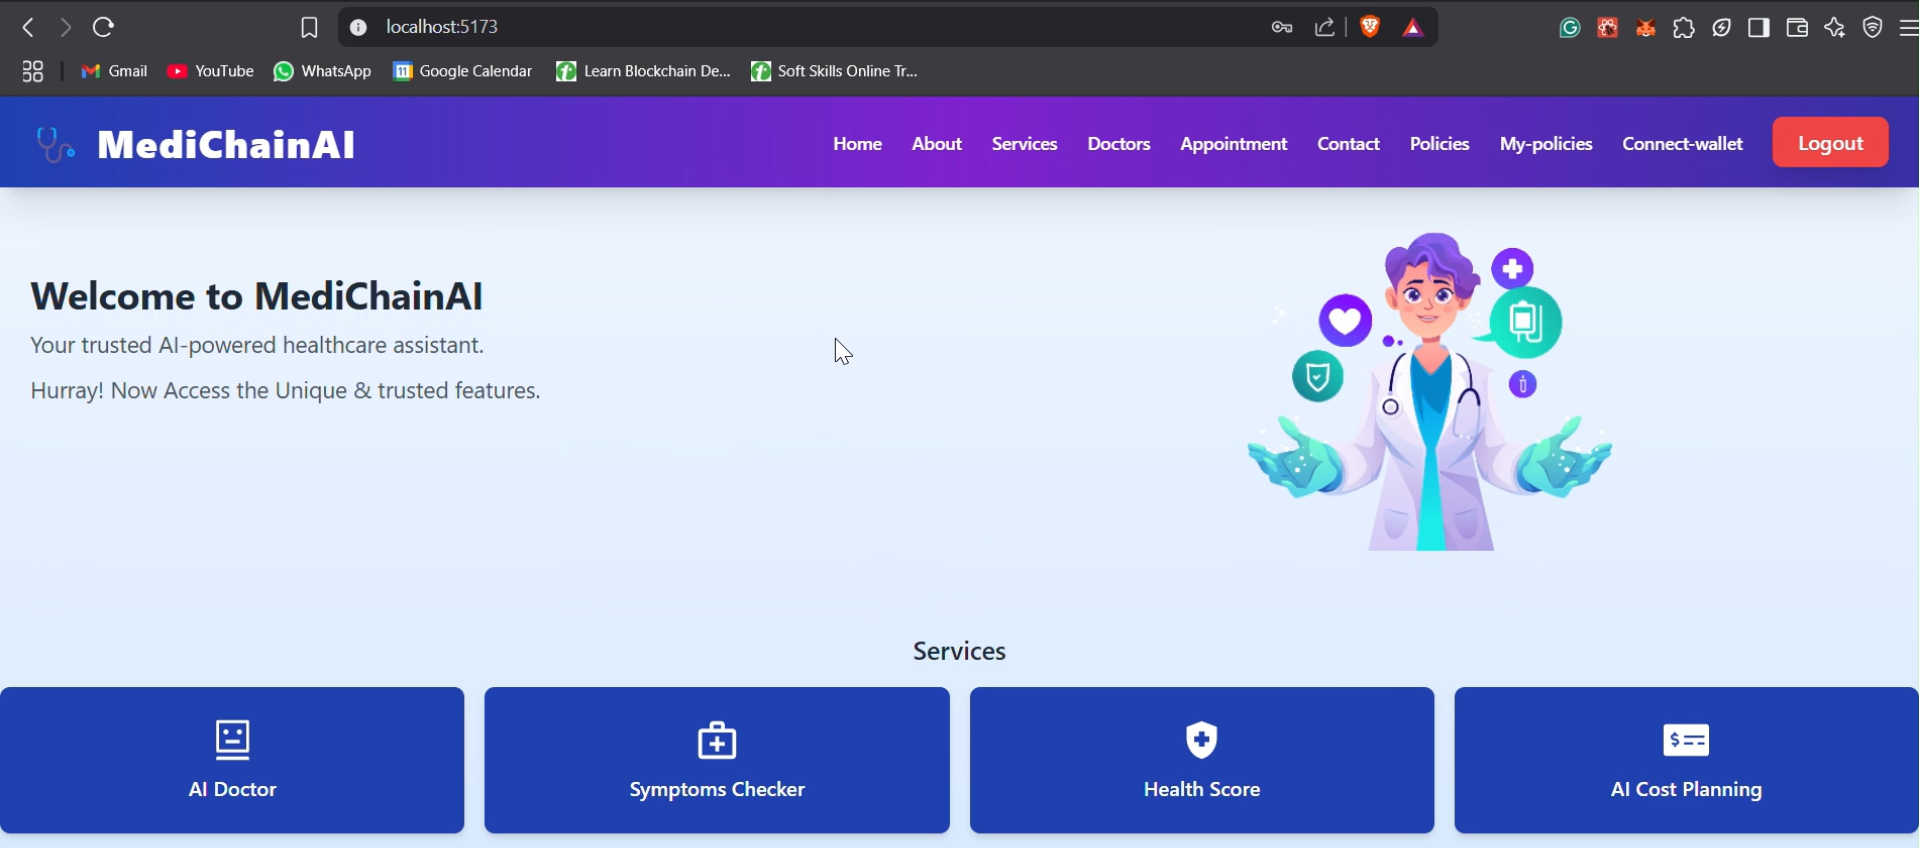 localhost:5173
Gmail YouTube WhatsApp 11 Google Calendar Learn Blockchain De... Soft Skills Online Tr...
MediChainAI Home About Services Doctors Appointment Contact Policies My-policies Connect-wallet Logout
Welcome to MediChainAI
Your trusted AI-powered healthcare assistant.
Hurray! Now Access the Unique & trusted features.
Services
AI Doctor Symptoms Checker Health Score AI Cost Planning